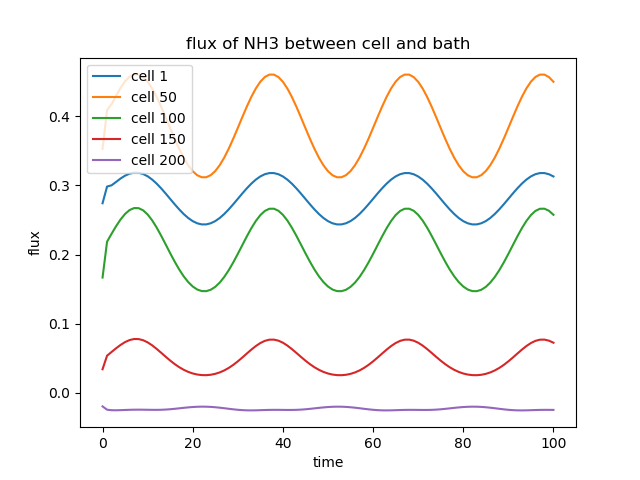 flux of NH3 between cell and bath
cell 1
cell 50
cell 100
cell 150
cell 200
0.4
0.3
0.2
0.1
0.0
flux
0
20
40
60
80
100
time